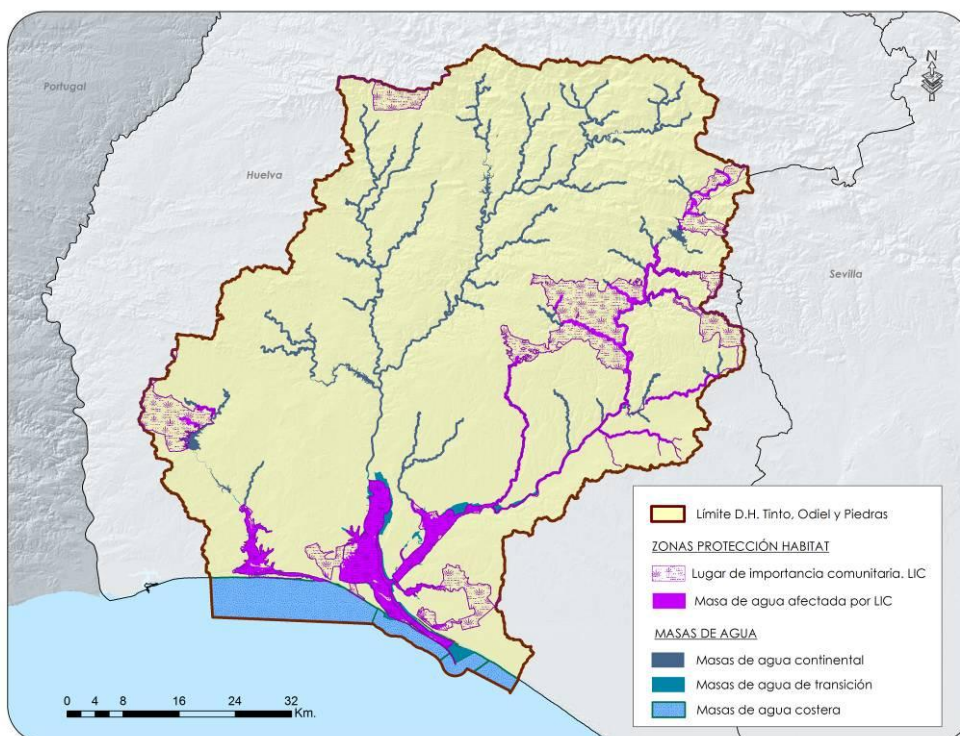 N
Portugal
Huelva
Sevilla
Límite D.H. Tinto, Odiel y Piedras
ZONAS PROTECCIÓN HABITAT
Lugar de importancia comunitaria. LIC
Masa de agua afectada por LIC
MASAS DE AGUA
Masas de agua continental
Masas de agua de transición
Masas de agua costera
0 4 8 16 24 32
Km.